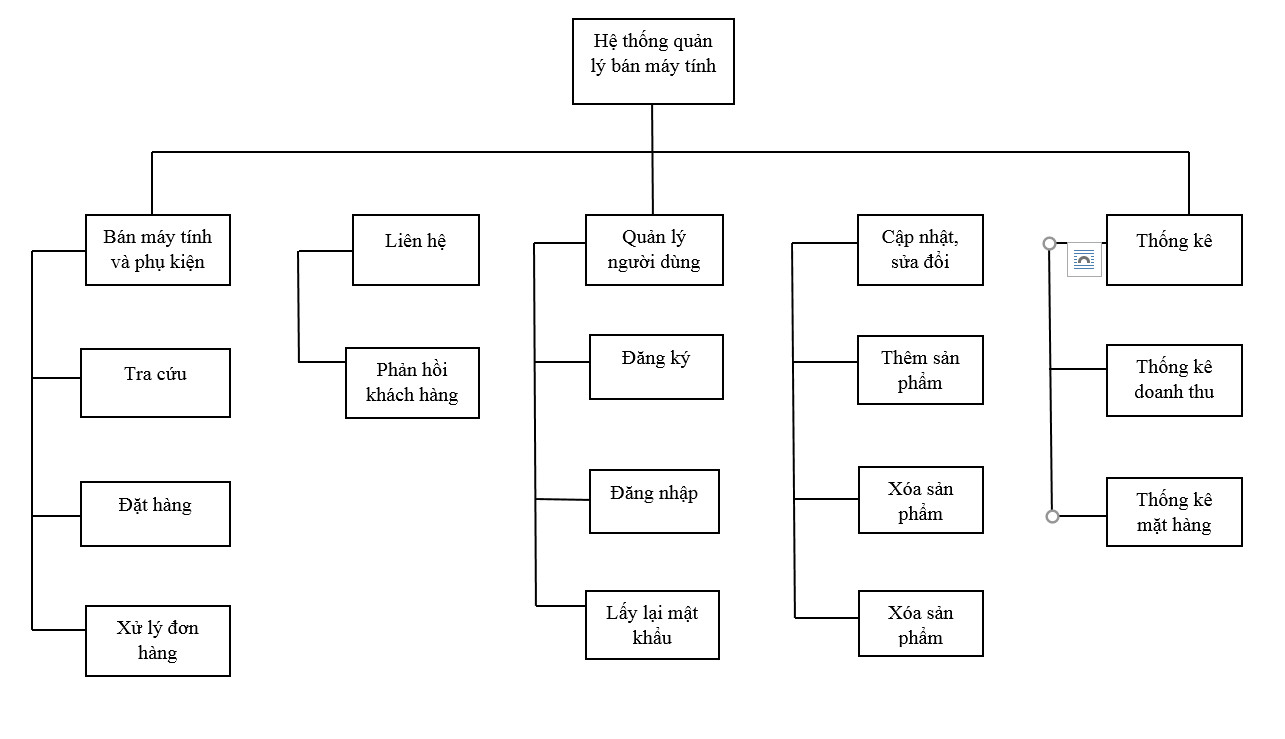 Hệ thống quản
lý bán máy tính
Bán máy tính
và phụ kiện
Liên hệ
Quản lý
người dùng
Cập nhật,
sửa đổi
Thống kê
Tra cứu
Phản hồi
khách hàng
Đăng ký
Thêm sản
phẩm
Thống kê
doanh thu
Đặt hàng
Đăng nhập
Xóa sản
phẩm
Thống kê
mặt hàng
Xử lý đơn
hàng
Lấy lại mật
khẩu
Xóa sản
phẩm